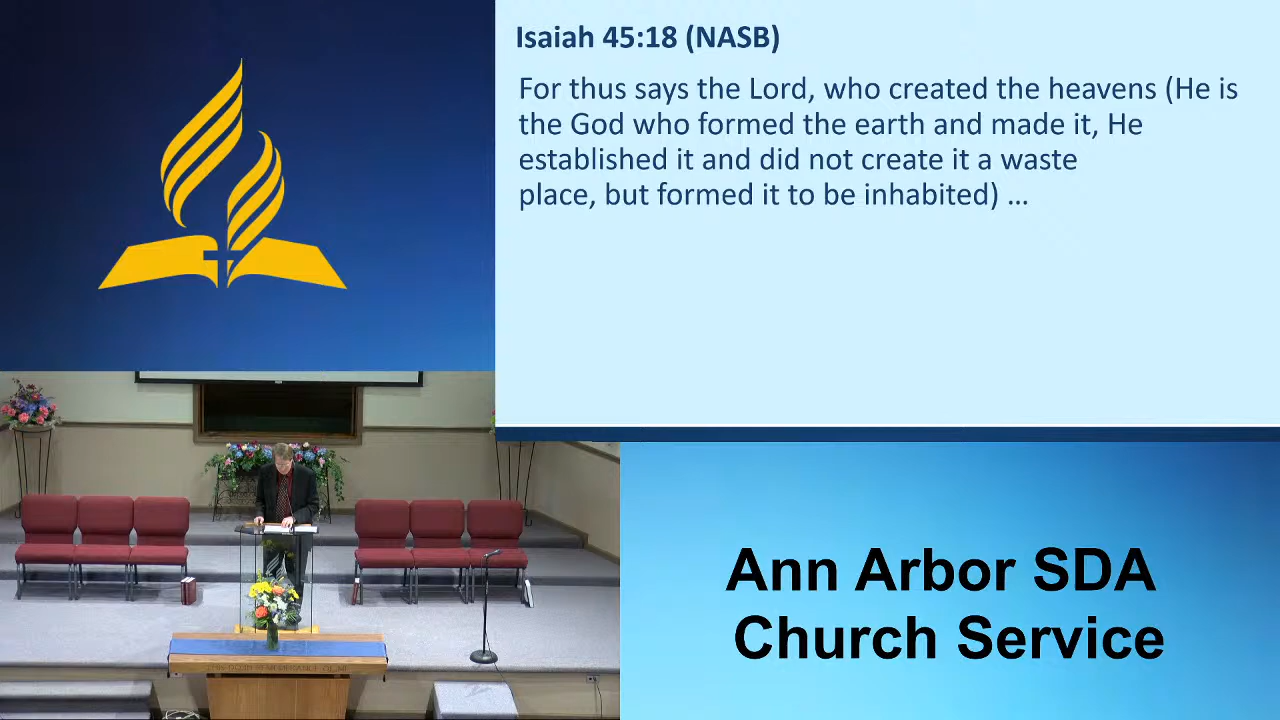 Isaiah 45:18 (NASB)
For thus says the Lord, who created the heavens (He is
the God who formed the earth and made it, He
established it and did not create it a waste
place, but formed it to be inhabited) ...
Ann Arbor SDA
Church Service